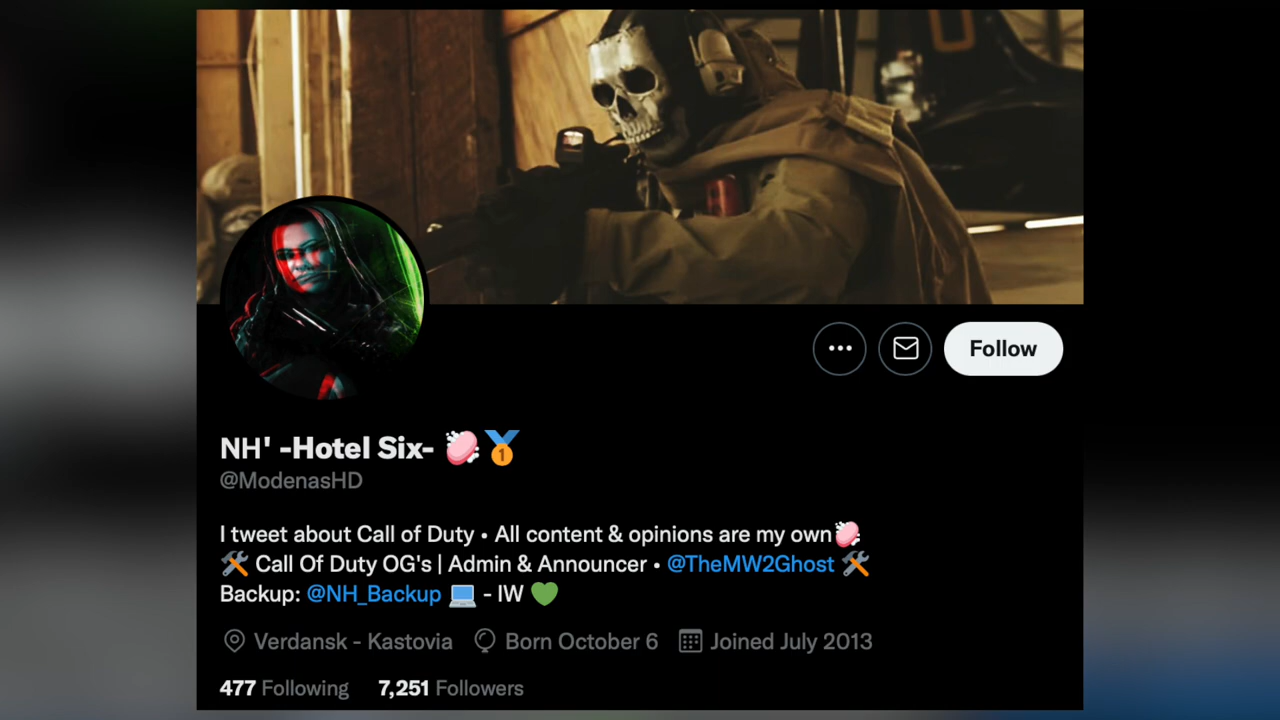 Follow
NH' -Hotel Six- 🧼🥇
@ModenasHD
I tweet about Call of Duty • All content & opinions are my own🧼
🛠️ Call Of Duty OG's | Admin & Announcer • @TheMW2Ghost 🛠️
Backup: @NH_Backup 💻 - IW 💚
Verdansk - Kastovia Born October 6 Joined July 2013
477 Following 7,251 Followers